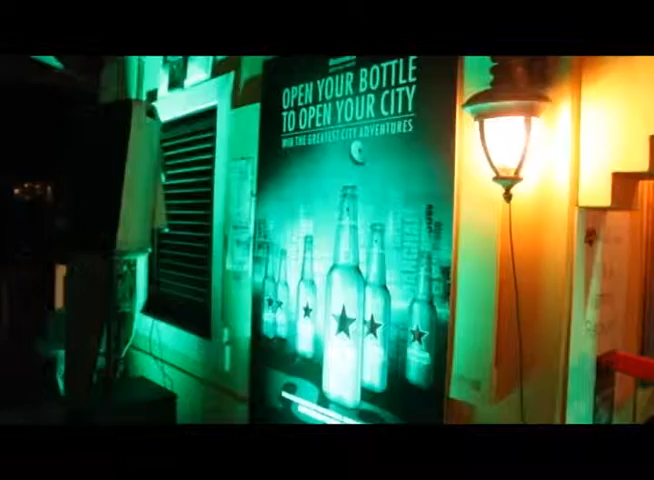 OPEN YOUR BOTTLE
TO OPEN YOUR CITY
WIN THE GREATEST CITY ADVENTURES